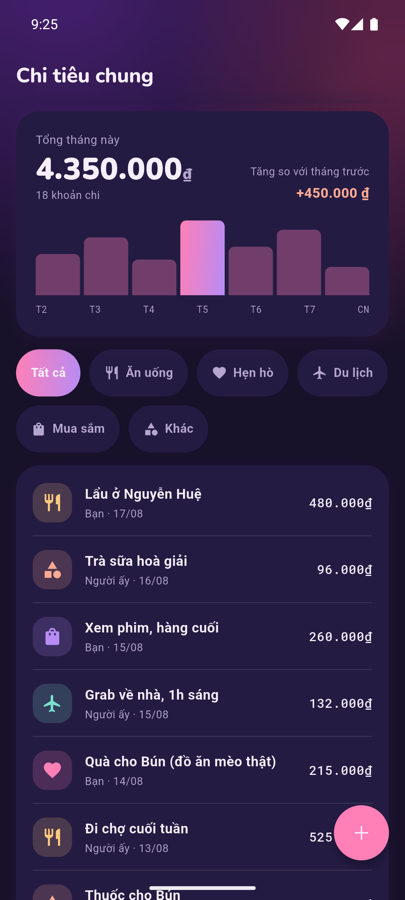 9:25
Chi tiêu chung
Tổng tháng này
4.350.000₫
18 khoản chi
Tăng so với tháng trước
+450.000 ₫
T2 T3 T4 T5 T6 T7 CN
Tất cả
Ăn uống
Hẹn hò
Du lịch
Mua sắm
Khác
Lẩu ở Nguyễn Huệ
Bạn · 17/08
480.000₫
Trà sữa hoà giải
Người ấy · 16/08
96.000₫
Xem phim, hàng cuối
Bạn · 15/08
260.000₫
Grab về nhà, 1h sáng
Người ấy · 15/08
132.000₫
Quà cho Bún (đồ ăn mèo thật)
Bạn · 14/08
215.000₫
Đi chợ cuối tuần
Người ấy · 13/08
525
Thuốc cho Bún